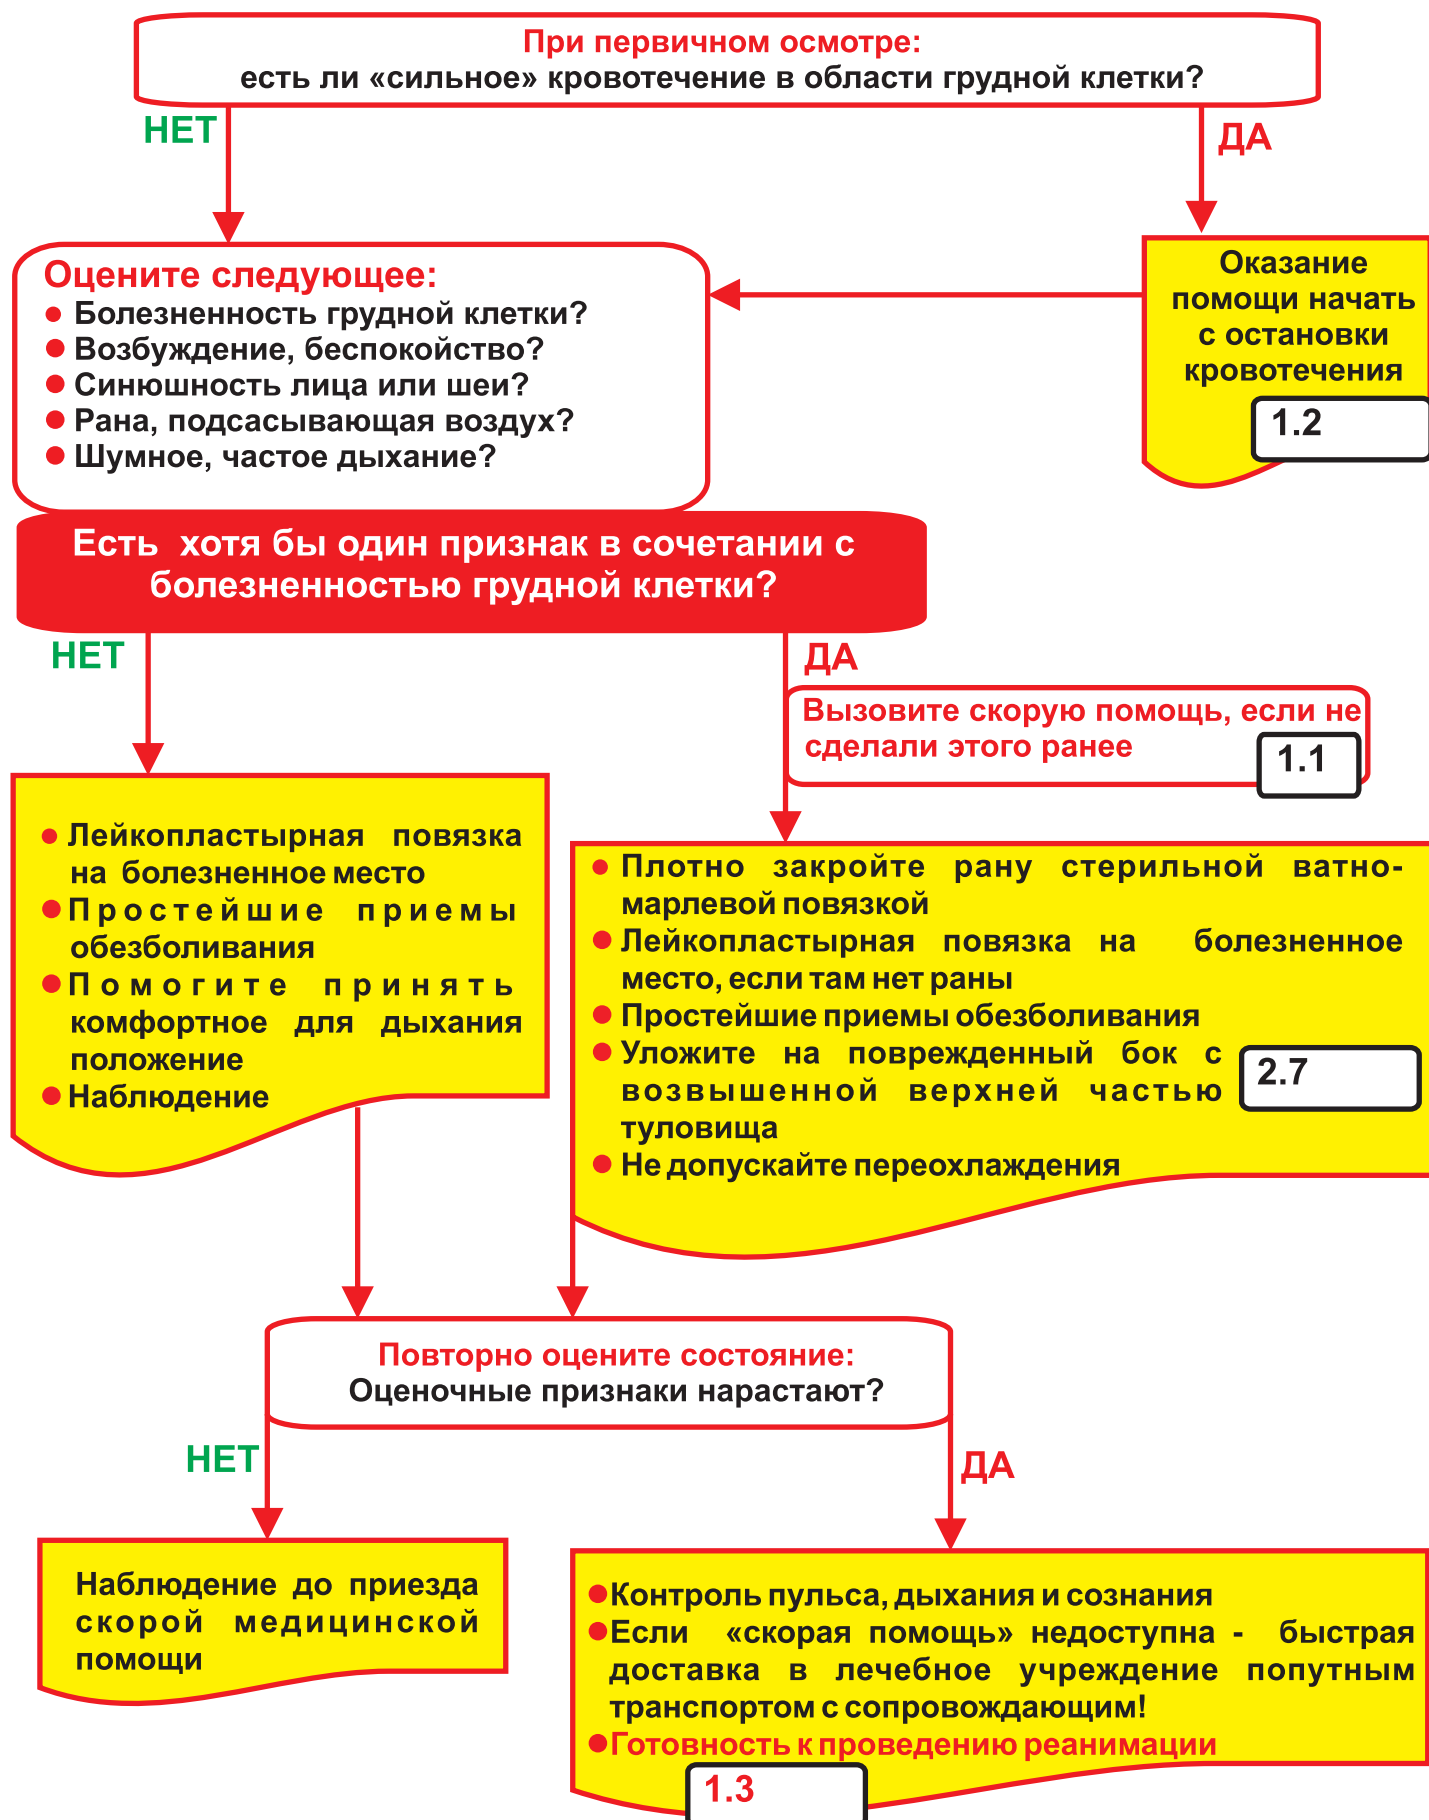 При первичном осмотре:
есть ли «сильное» кровотечение в области грудной клетки?
НЕТ
ДА
Оцените следующее:
● Болезненность грудной клетки?
● Возбуждение, беспокойство?
● Синюшность лица или шеи?
● Рана, подсасывающая воздух?
● Шумное, частое дыхание?
Оказание
помощи начать
с остановки
кровотечения
1.2
Есть хотя бы один признак в сочетании с
болезненностью грудной клетки?
НЕТ
ДА
Вызовите скорую помощь, если не
сделали этого ранее
1.1
● Лейкопластырная повязка
на болезненное место
● Простейшие приемы
обезболивания
● Помогите принять
комфортное для дыхания
положение
● Наблюдение
● Плотно закройте рану стерильной ватно-
марлевой повязкой
● Лейкопластырная повязка на болезненное
место, если там нет раны
● Простейшие приемы обезболивания
● Уложите на поврежденный бок с
возвышенной верхней частью
туловища
2.7
● Не допускайте переохлаждения
Повторно оцените состояние:
Оценочные признаки нарастают?
НЕТ
ДА
Наблюдение до приезда
скорой медицинской
помощи
● Контроль пульса, дыхания и сознания
● Если «скорая помощь» недоступна - быстрая
доставка в лечебное учреждение попутным
транспортом с сопровождающим!
● Готовность к проведению реанимации
1.3